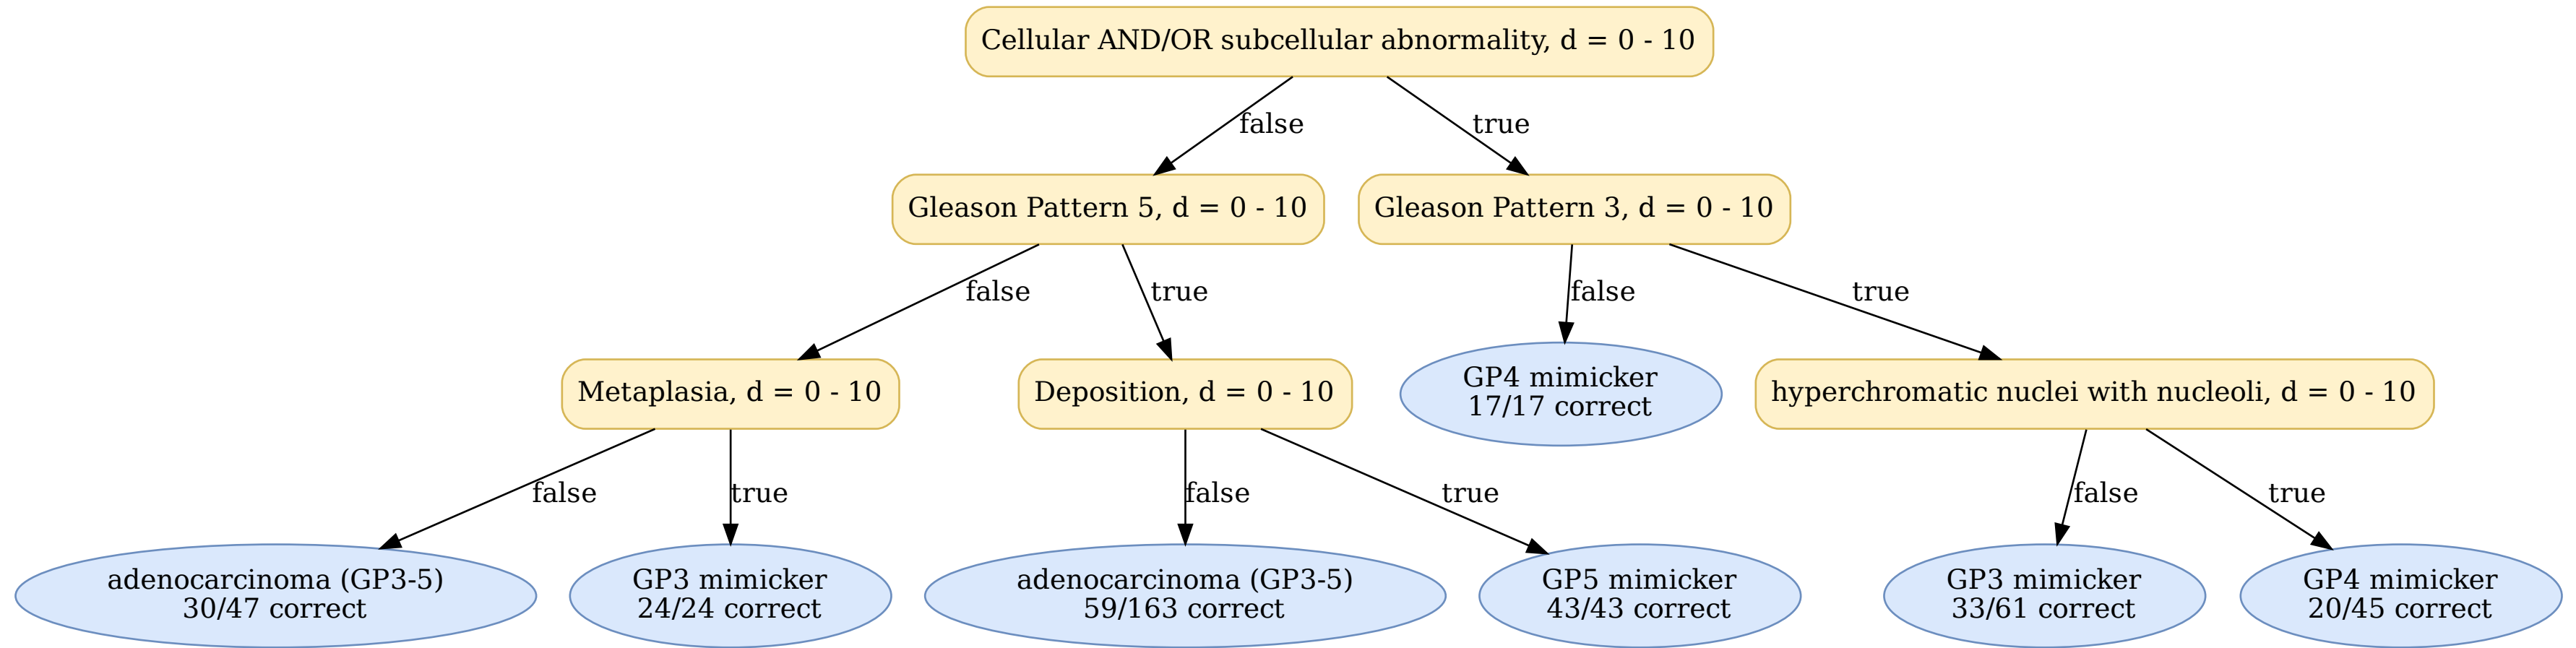 Cellular AND/OR subcellular abnormality, d = 0 - 10
false
true
Gleason Pattern 5, d = 0 - 10
Gleason Pattern 3, d = 0 - 10
false
true
false
true
Metaplasia, d = 0 - 10
Deposition, d = 0 - 10
GP4 mimicker
17/17 correct
hyperchromatic nuclei with nucleoli, d = 0 - 10
false
true
false
true
false
true
adenocarcinoma (GP3-5)
30/47 correct
GP3 mimicker
24/24 correct
adenocarcinoma (GP3-5)
59/163 correct
GP5 mimicker
43/43 correct
GP3 mimicker
33/61 correct
GP4 mimicker
20/45 correct